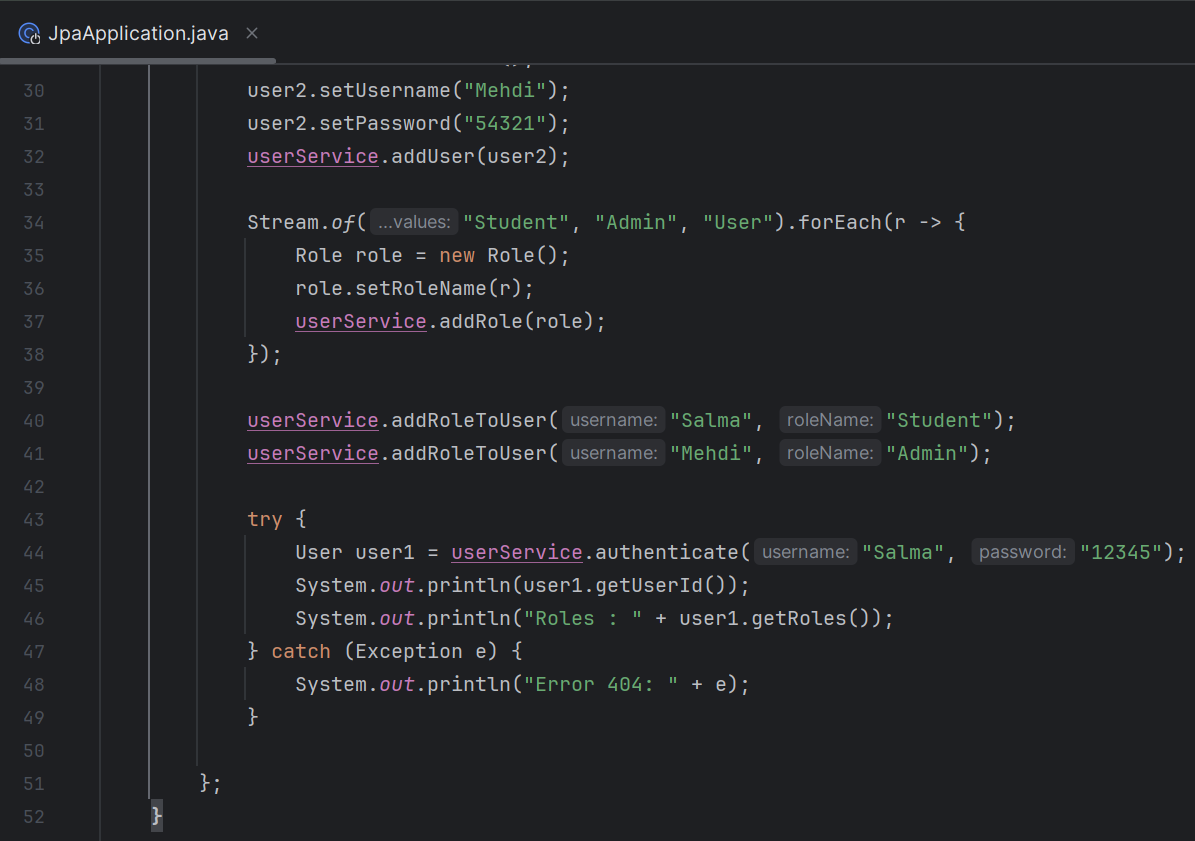 JpaApplication.java
30 user2.setUsername("Mehdi");
31 user2.setPassword("54321");
32 userService.addUser(user2);
33
34 Stream.of( ...values: "Student", "Admin", "User").forEach(r -> {
35 Role role = new Role();
36 role.setRoleName(r);
37 userService.addRole(role);
38 });
39
40 userService.addRoleToUser( username: "Salma", roleName: "Student");
41 userService.addRoleToUser( username: "Mehdi", roleName: "Admin");
42
43 try {
44 User user1 = userService.authenticate( username: "Salma", password: "12345");
45 System.out.println(user1.getUserId());
46 System.out.println("Roles : " + user1.getRoles());
47 } catch (Exception e) {
48 System.out.println("Error 404: " + e);
49 }
50
51 };
52 }